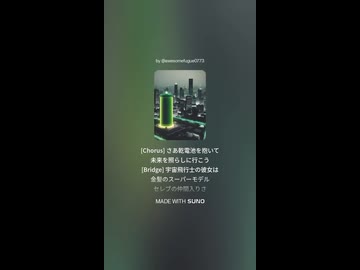 by @awesomefugue0773
[Chorus] さあ乾電池を抱いて
未来を照らしに行こう
[Bridge] 宇宙飛行士の彼女は
金髪のスーパーモデル
セレブの仲間入りさ
MADE WITH SUNO